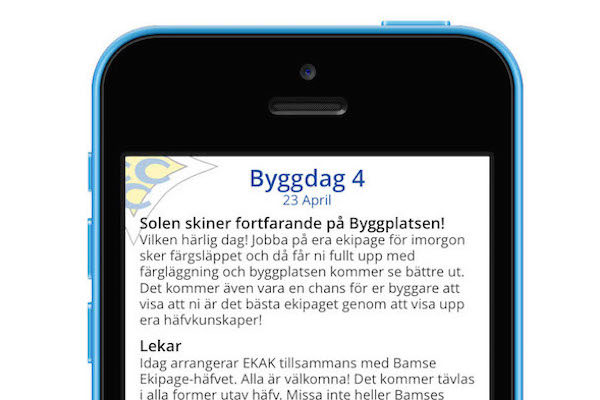 Byggdag 4
23 April
Solen skiner fortfarande på Byggplatsen!
Vilken härlig dag! Jobba på era ekipage för imorgon
sker färgsläppet och då får ni fullt upp med
färgläggning och byggplatsen kommer se bättre ut.
Det kommer även vara en chans för er byggare att
visa att ni är det bästa ekipaget genom att visa upp
era häfvkunskaper!
Lekar
Idag arrangerar EKAK tillsammans med Bamse
Ekipage-häfvet. Alla är välkomna! Det kommer tävlas
i alla former utav häfv. Missa inte heller Bamses